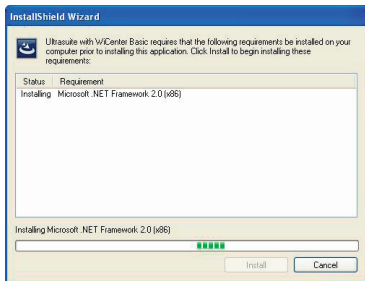 InstallShield Wizard
Ultrasuite with WiCenter Basic requires that the following requirements be installed on your
computer prior to installing this application. Click Install to begin installing these
requirements:
Status Requirement
Installing Microsoft .NET Framework 2.0 (x86)
Installing Microsoft .NET Framework 2.0 (x86)
Install Cancel